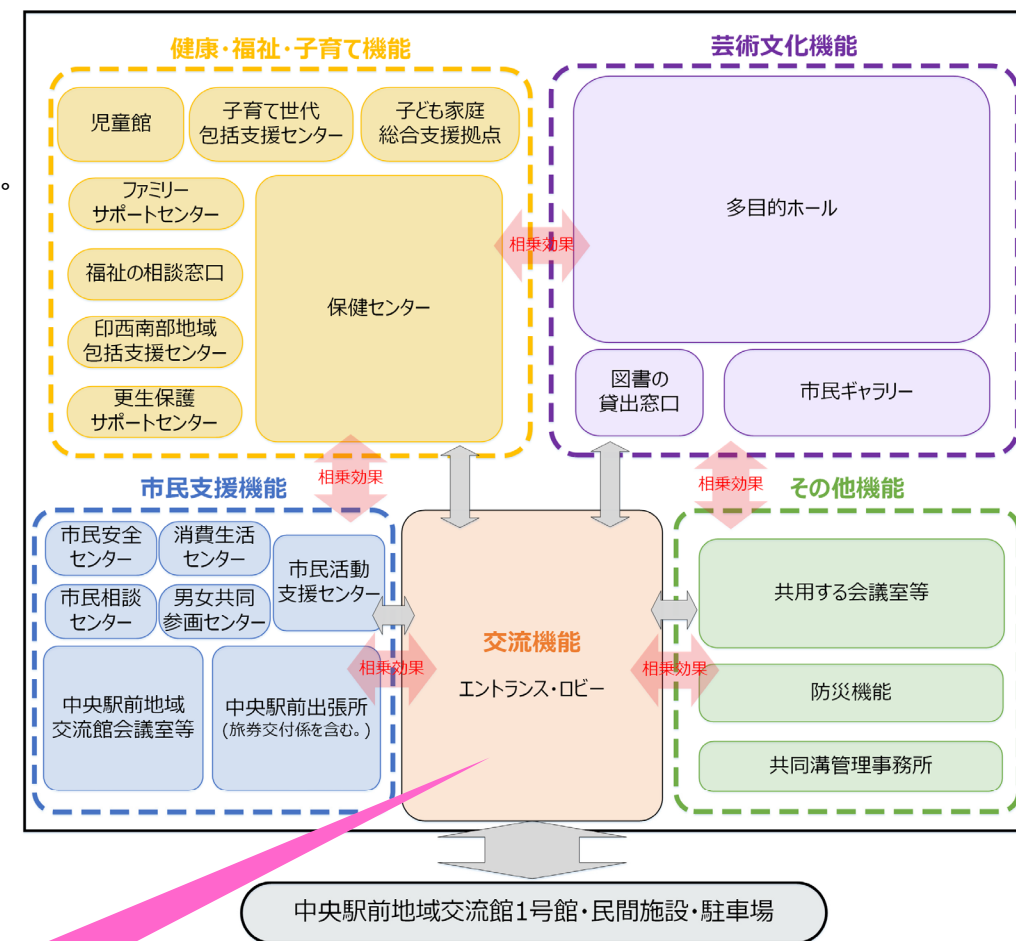 。
健康・福祉・子育て機能
児童館
子育て世代
包括支援センター
子ども家庭
総合支援拠点
ファミリー
サポートセンター
福祉の相談窓口
印西南部地域
包括支援センター
更生保護
サポートセンター
保健センター
相乗効果
芸術文化機能
多目的ホール
図書の
貸出窓口
市民ギャラリー
相乗効果
相乗効果
市民支援機能
市民安全
センター
消費生活
センター
市民活動
支援センター
市民相談
センター
男女共同
参画センター
中央駅前地域
交流館会議室等
中央駅前出張所
(旅券交付係を含む。)
相乗効果
交流機能
エントランス・ロビー
相乗効果
その他機能
共用する会議室等
防災機能
共同溝管理事務所
中央駅前地域交流館1号館・民間施設・駐車場